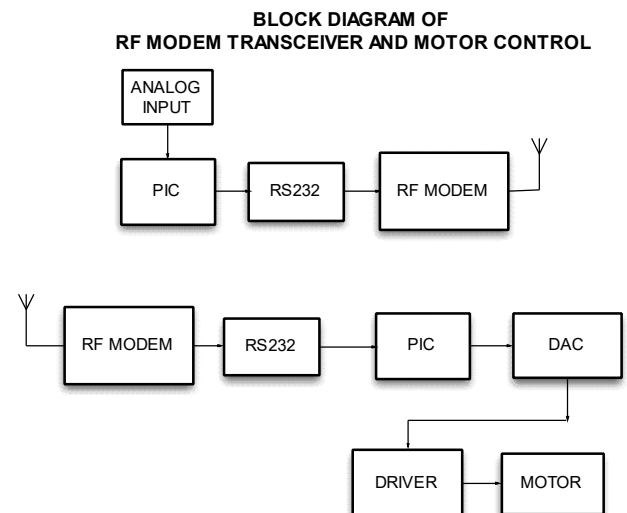 BLOCK DIAGRAM OF
RF MODEM TRANSCEIVER AND MOTOR CONTROL
ANALOG
INPUT
PIC
RS232
RF MODEM
RF MODEM
RS232
PIC
DAC
DRIVER
MOTOR